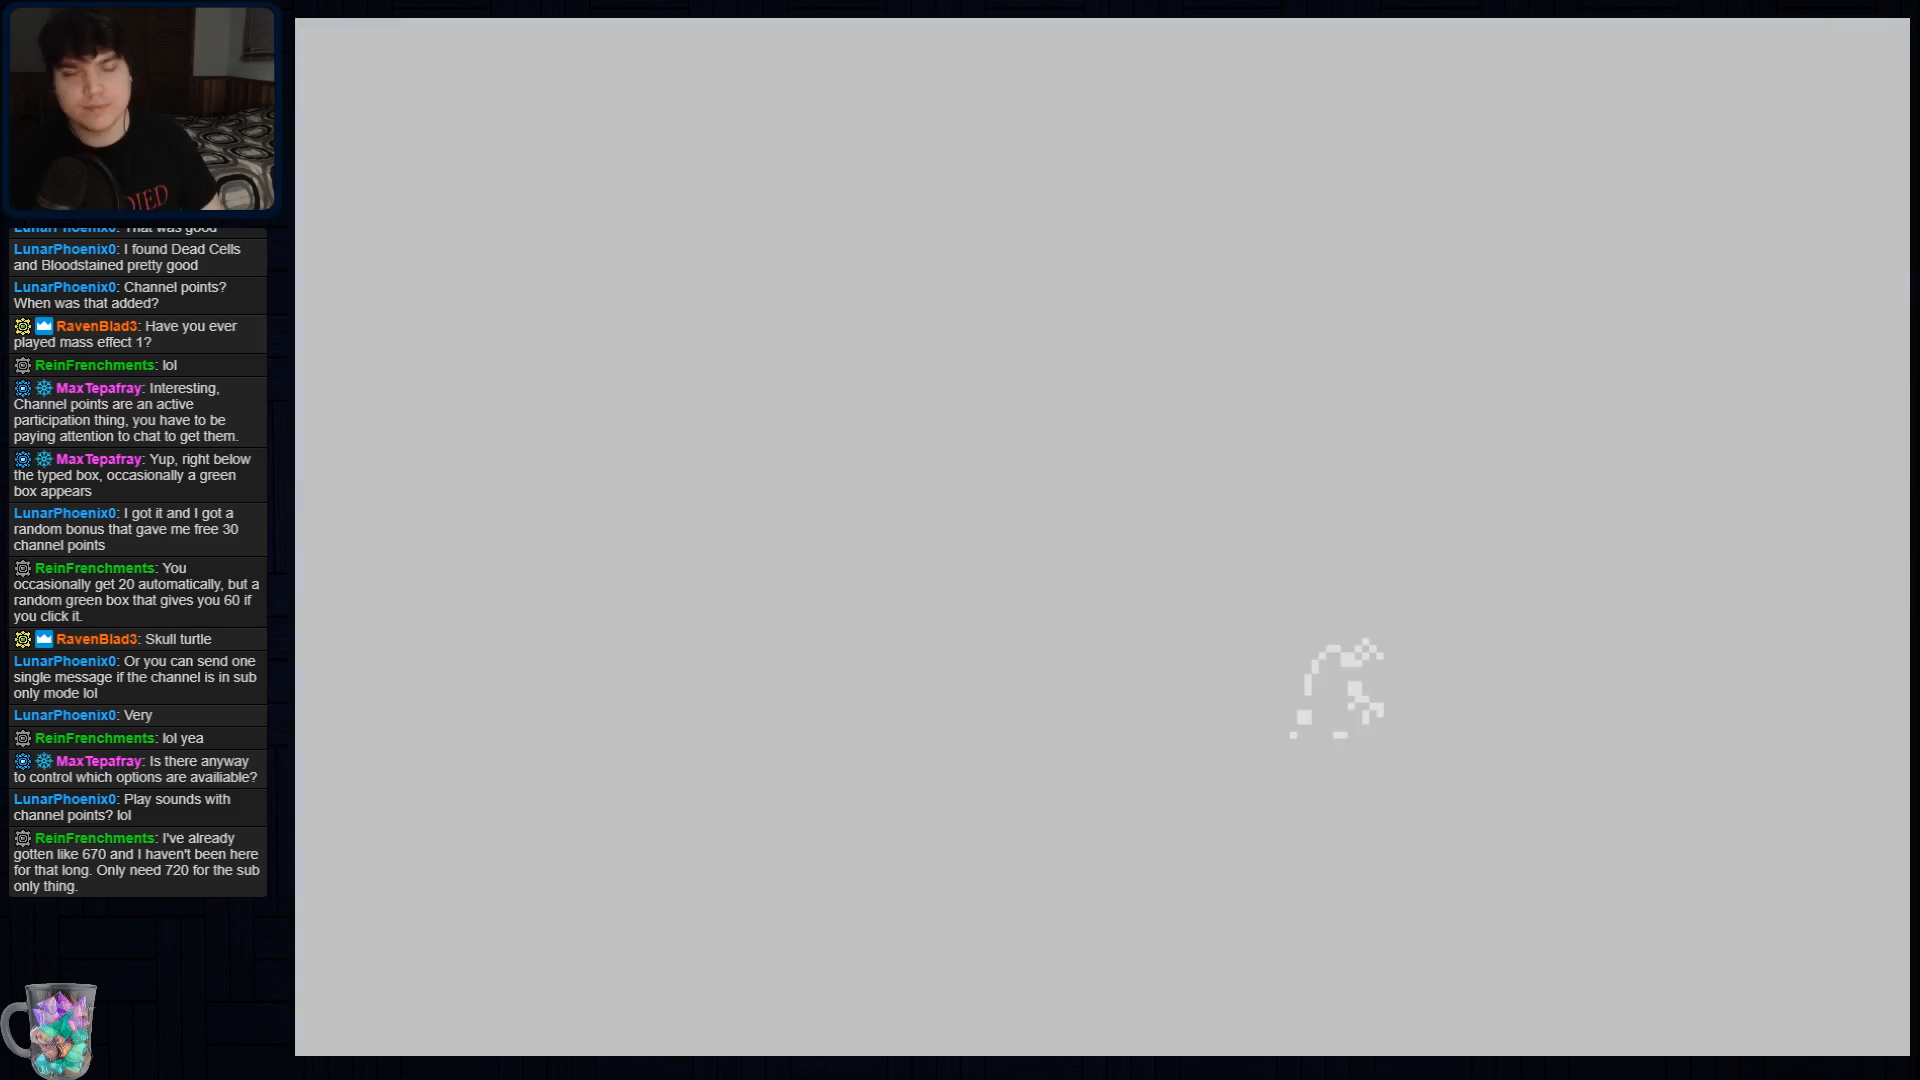 DIED
LunarPhoenix0: That was good
LunarPhoenix0: I found Dead Cells
and Bloodstained pretty good
LunarPhoenix0: Channel points?
When was that added?
RavenBlad3: Have you ever
played mass effect 1?
ReinFrenchments: lol
MaxTepafray: Interesting,
Channel points are an active
participation thing, you have to be
paying attention to chat to get them.
MaxTepafray: Yup, right below
the typed box, occasionally a green
box appears
LunarPhoenix0: I got it and I got a
random bonus that gave me free 30
channel points
ReinFrenchments: You
occasionally get 20 automatically, but a
random green box that gives you 60 if
you click it.
RavenBlad3: Skull turtle
LunarPhoenix0: Or you can send one
single message if the channel is in sub
only mode lol
LunarPhoenix0: Very
ReinFrenchments: lol yea
MaxTepafray: Is there anyway
to control which options are availiable?
LunarPhoenix0: Play sounds with
channel points? lol
ReinFrenchments: I've already
gotten like 670 and I haven't been here
for that long. Only need 720 for the sub
only thing.